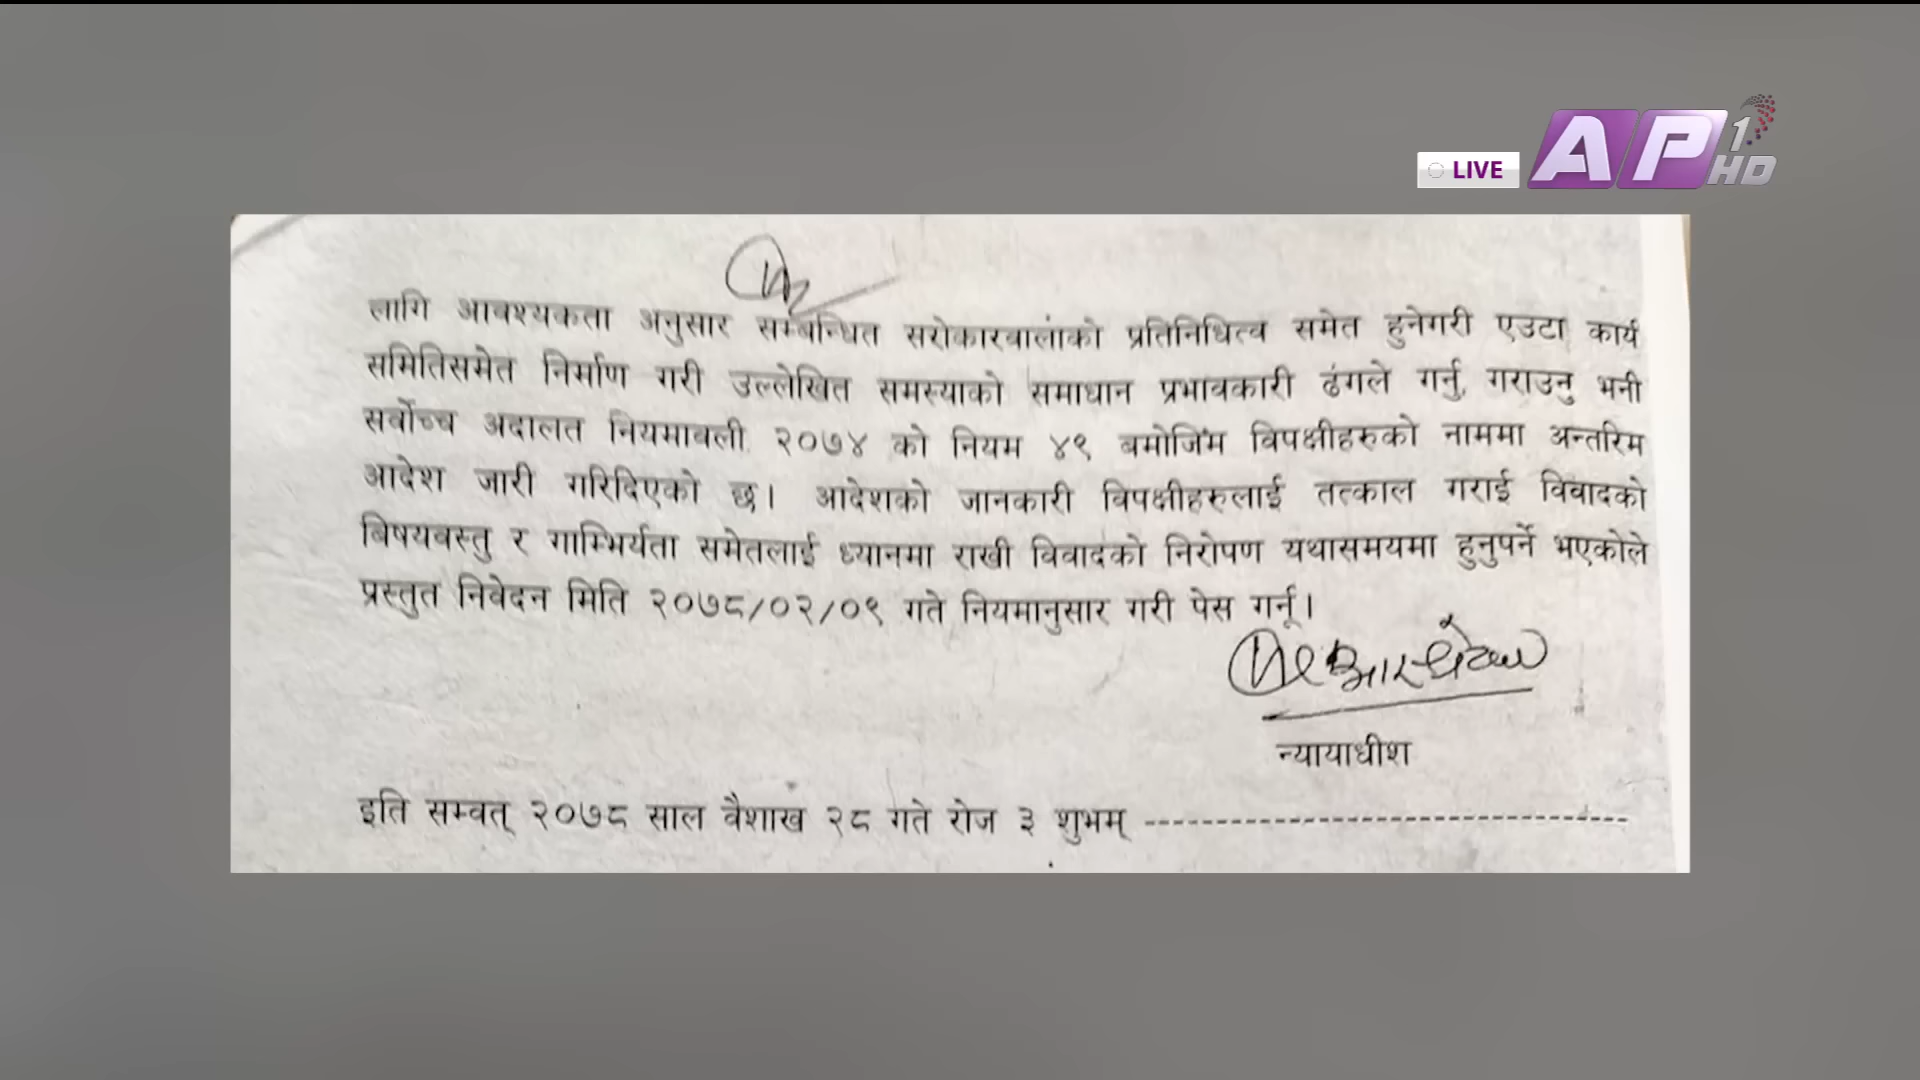 LIVE
AP1 HD
लागि आवश्यकता अनुसार सम्बन्धित सरोकारवालाको प्रतिनिधित्व समेत हुनेगरी एउटा कार्य
समितिसमेत निर्माण गरी उल्लेखित समस्याको समाधान प्रभावकारी ढंगले गर्नु, गराउनु भनी
सर्वोच्च अदालत नियमावली २०७४ को नियम ४९ बमोजिम विपक्षीहरुको नाममा अन्तरिम
आदेश जारी गरिदिएको छ। आदेशको जानकारी विपक्षीहरुलाई तत्काल गराई विवादको
बिषयवस्तु र गाम्भिर्यता समेतलाई ध्यानमा राखी विवादको निरोपण यथासमयमा हुनुपर्ने भएकोले
प्रस्तुत निवेदन मिति २०७८/०२/०९ गते नियमानुसार गरी पेस गर्नू।
न्यायाधीश
इति सम्वत् २०७८ साल वैशाख २८ गते रोज ३ शुभम् ----------------------------------